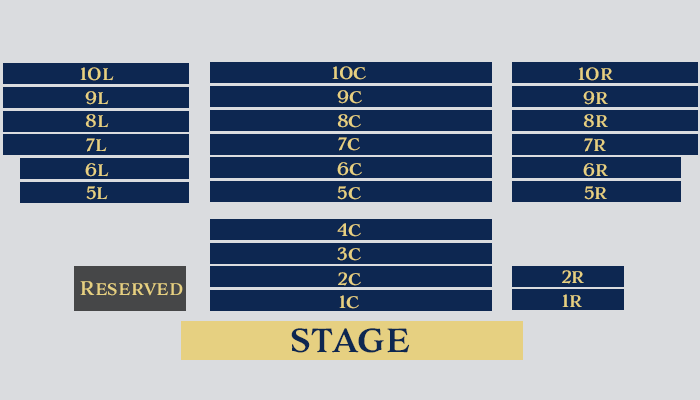 10L 10C 10R
9L 9C 9R
8L 8C 8R
7L 7C 7R
6L 6C 6R
5L 5C 5R
4C
3C
Reserved 2C 2R
1C 1R
STAGE